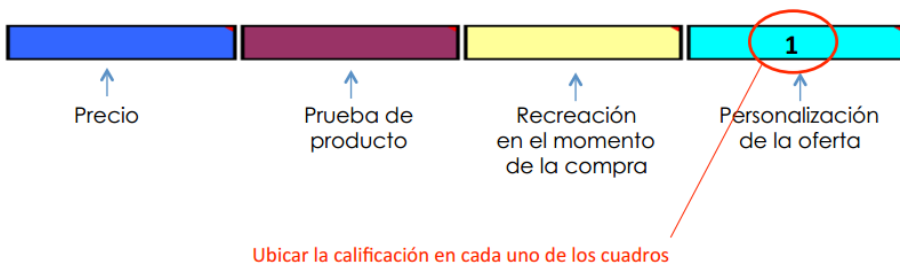 1
Precio
Prueba de
producto
Recreación
en el momento
de la compra
Personalización
de la oferta
Ubicar la calificación en cada uno de los cuadros